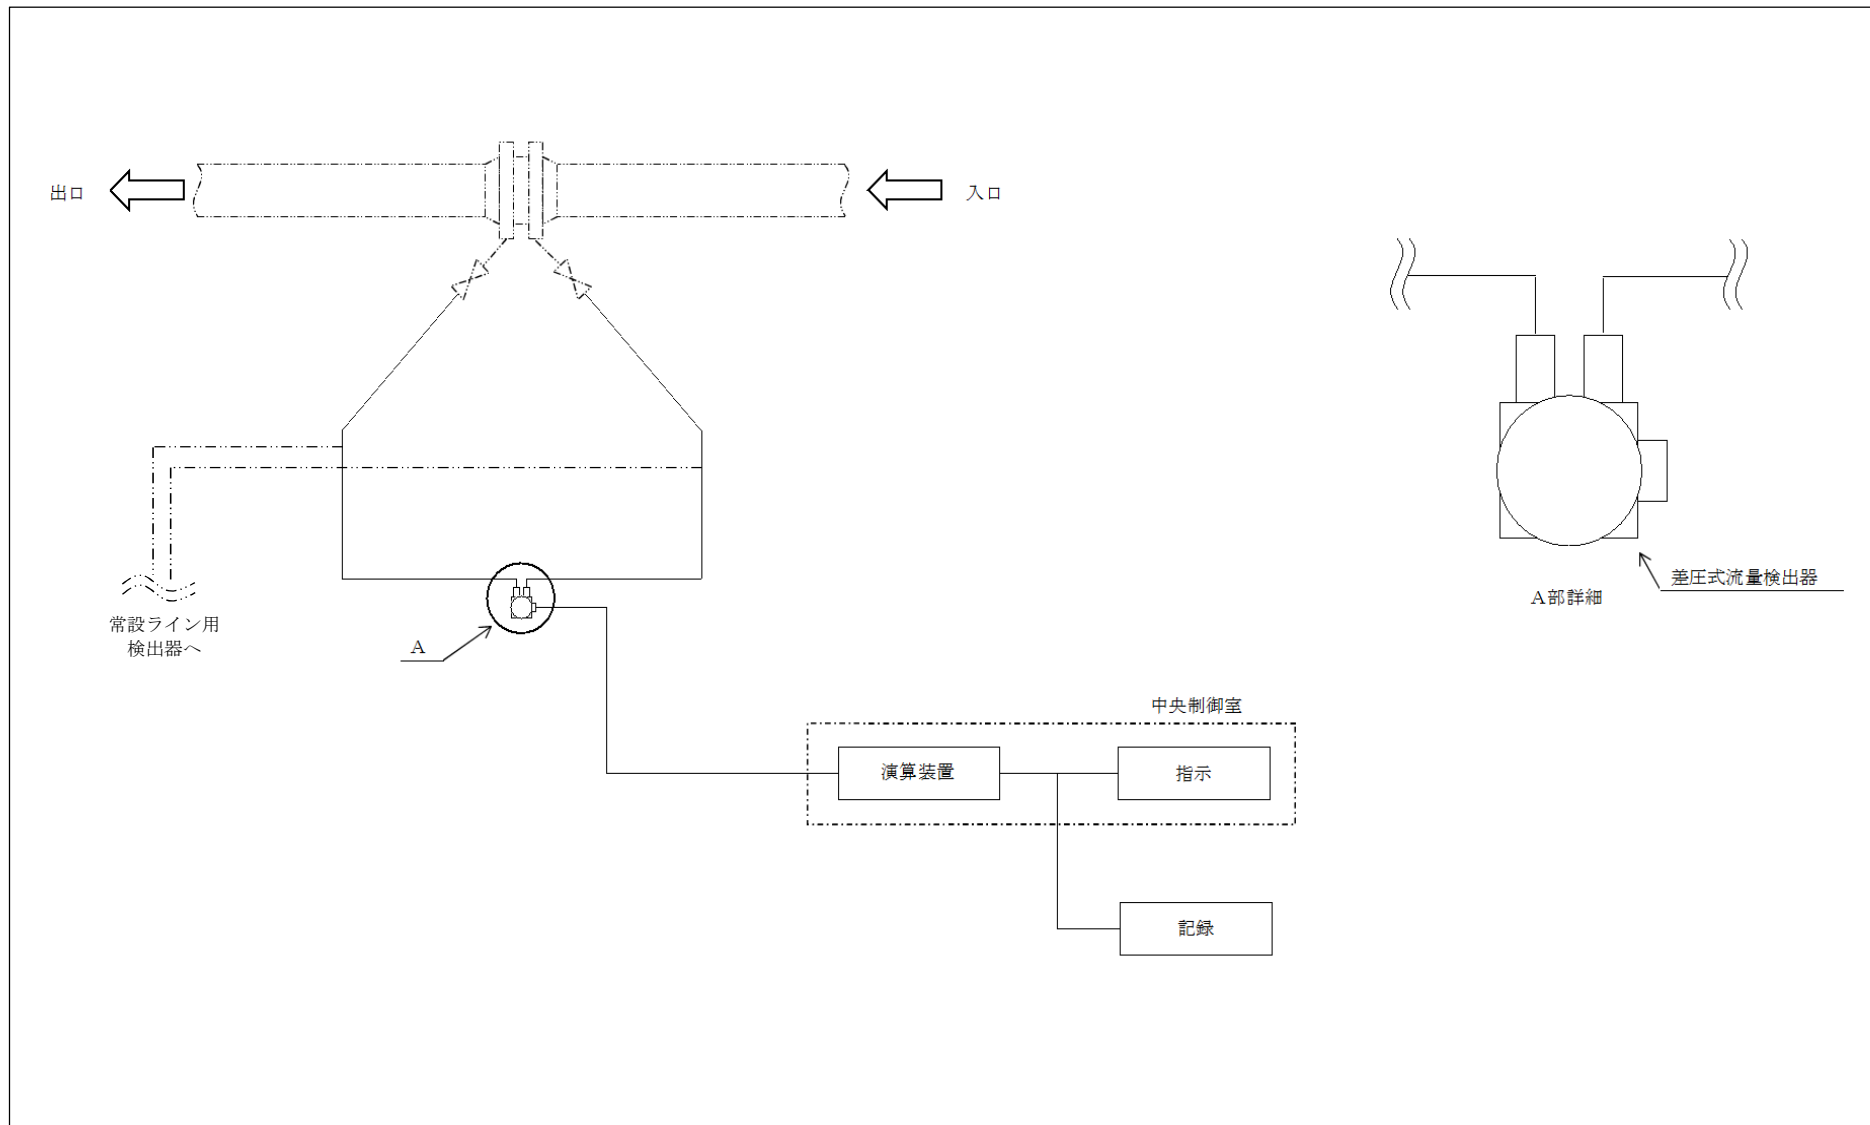 出口
入口
常設ライン用
検出器へ
A
差圧式流量検出器
A部詳細
中央制御室
演算装置
指示
記録